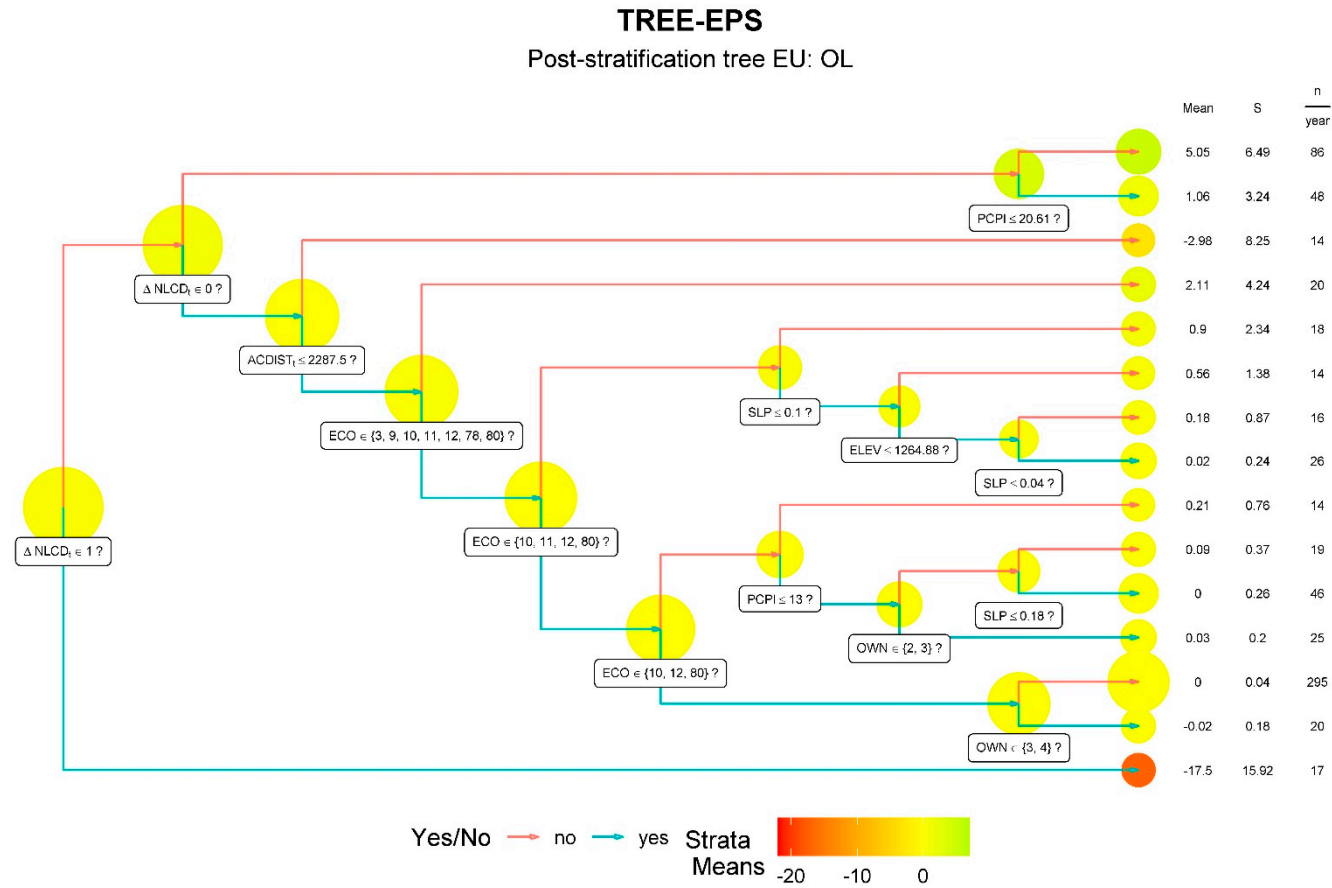 TREE-EPS
Post-stratification tree EU: OL
Mean S n
year
5.05 6.49 86
1.06 3.24 48
PCPI ≤ 20.61 ?
-2.98 8.25 14
Δ NLCDₜ ∈ 0 ?
2.11 4.24 20
0.9 2.34 18
ACDISTₜ ≤ 2287.5 ?
0.56 1.38 14
SLP ≤ 0.1 ?
0.18 0.87 16
ECO ∈ {3, 9, 10, 11, 12, 78, 80} ?
ELEV ≤ 1264.88 ?
0.02 0.24 26
SLP ≤ 0.04 ?
0.21 0.76 14
ECO ∈ {10, 11, 12, 80} ?
Δ NLCDₜ ∈ 1 ?
0.09 0.37 19
0 0.26 46
PCPI ≤ 13 ?
SLP ≤ 0.18 ?
0.03 0.2 25
OWN ∈ {2, 3} ?
ECO ∈ {10, 12, 80} ?
0 0.04 295
-0.02 0.18 20
OWN ∈ {3, 4} ?
-17.5 15.92 17
Yes/No no yes
Strata
Means
-20 -10 0